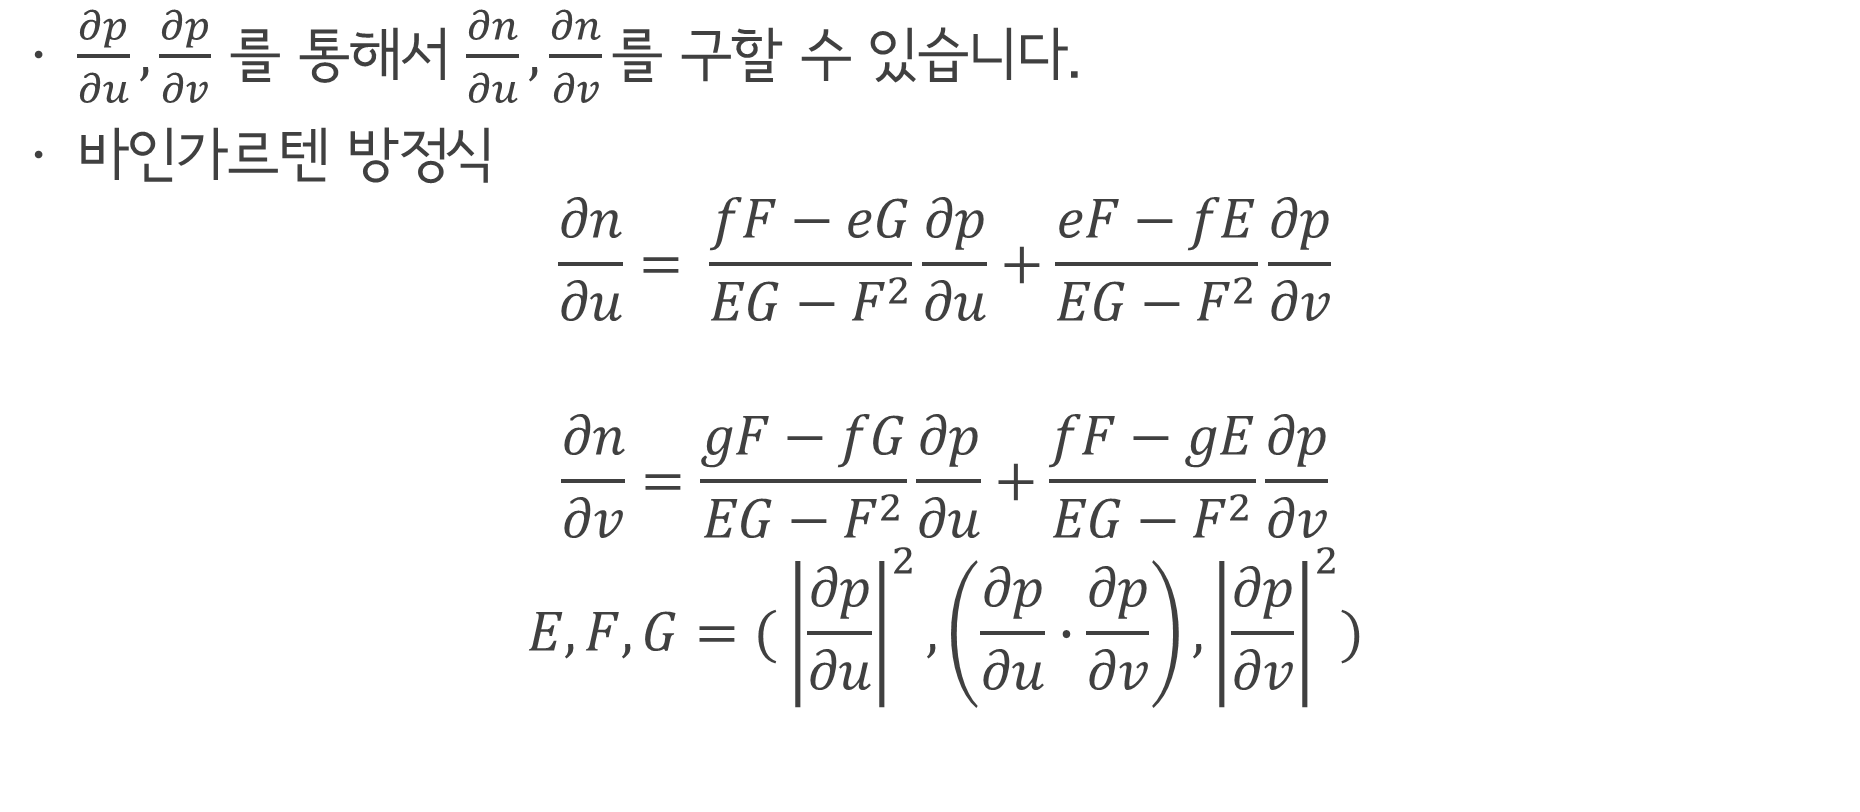 · ∂p/∂u, ∂p/∂v 를 통해서 ∂n/∂u, ∂n/∂v 를 구할 수 있습니다.
· 바인가르텐 방정식
∂n/∂u = (fF − eG)/(EG − F²) ∂p/∂u + (eF − fE)/(EG − F²) ∂p/∂v
∂n/∂v = (gF − fG)/(EG − F²) ∂p/∂u + (fF − gE)/(EG − F²) ∂p/∂v
E, F, G = ( |∂p/∂u|², (∂p/∂u · ∂p/∂v), |∂p/∂v|² )